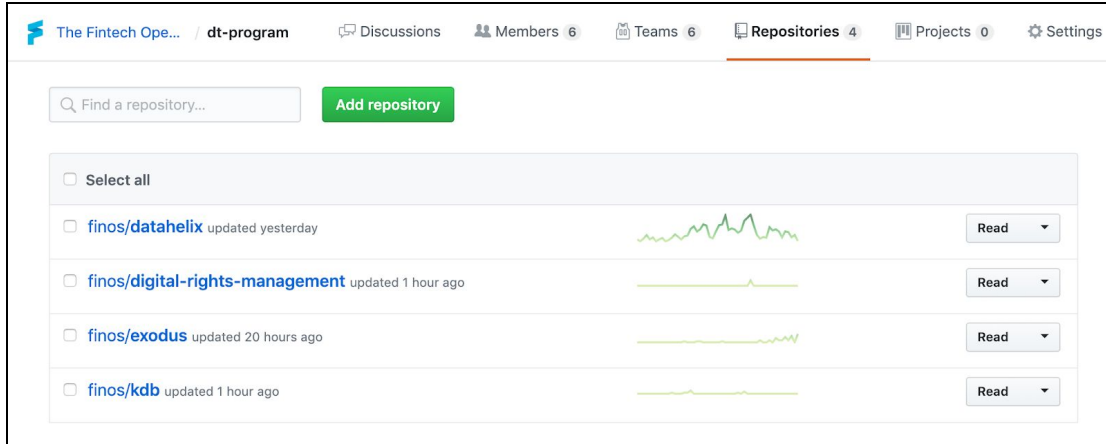 The Fintech Ope... / dt-program Discussions Members 6 Teams 6 Repositories 4 Projects 0 Settings
Find a repository... Add repository
Select all
finos/datahelix updated yesterday Read
finos/digital-rights-management updated 1 hour ago Read
finos/exodus updated 20 hours ago Read
finos/kdb updated 1 hour ago Read